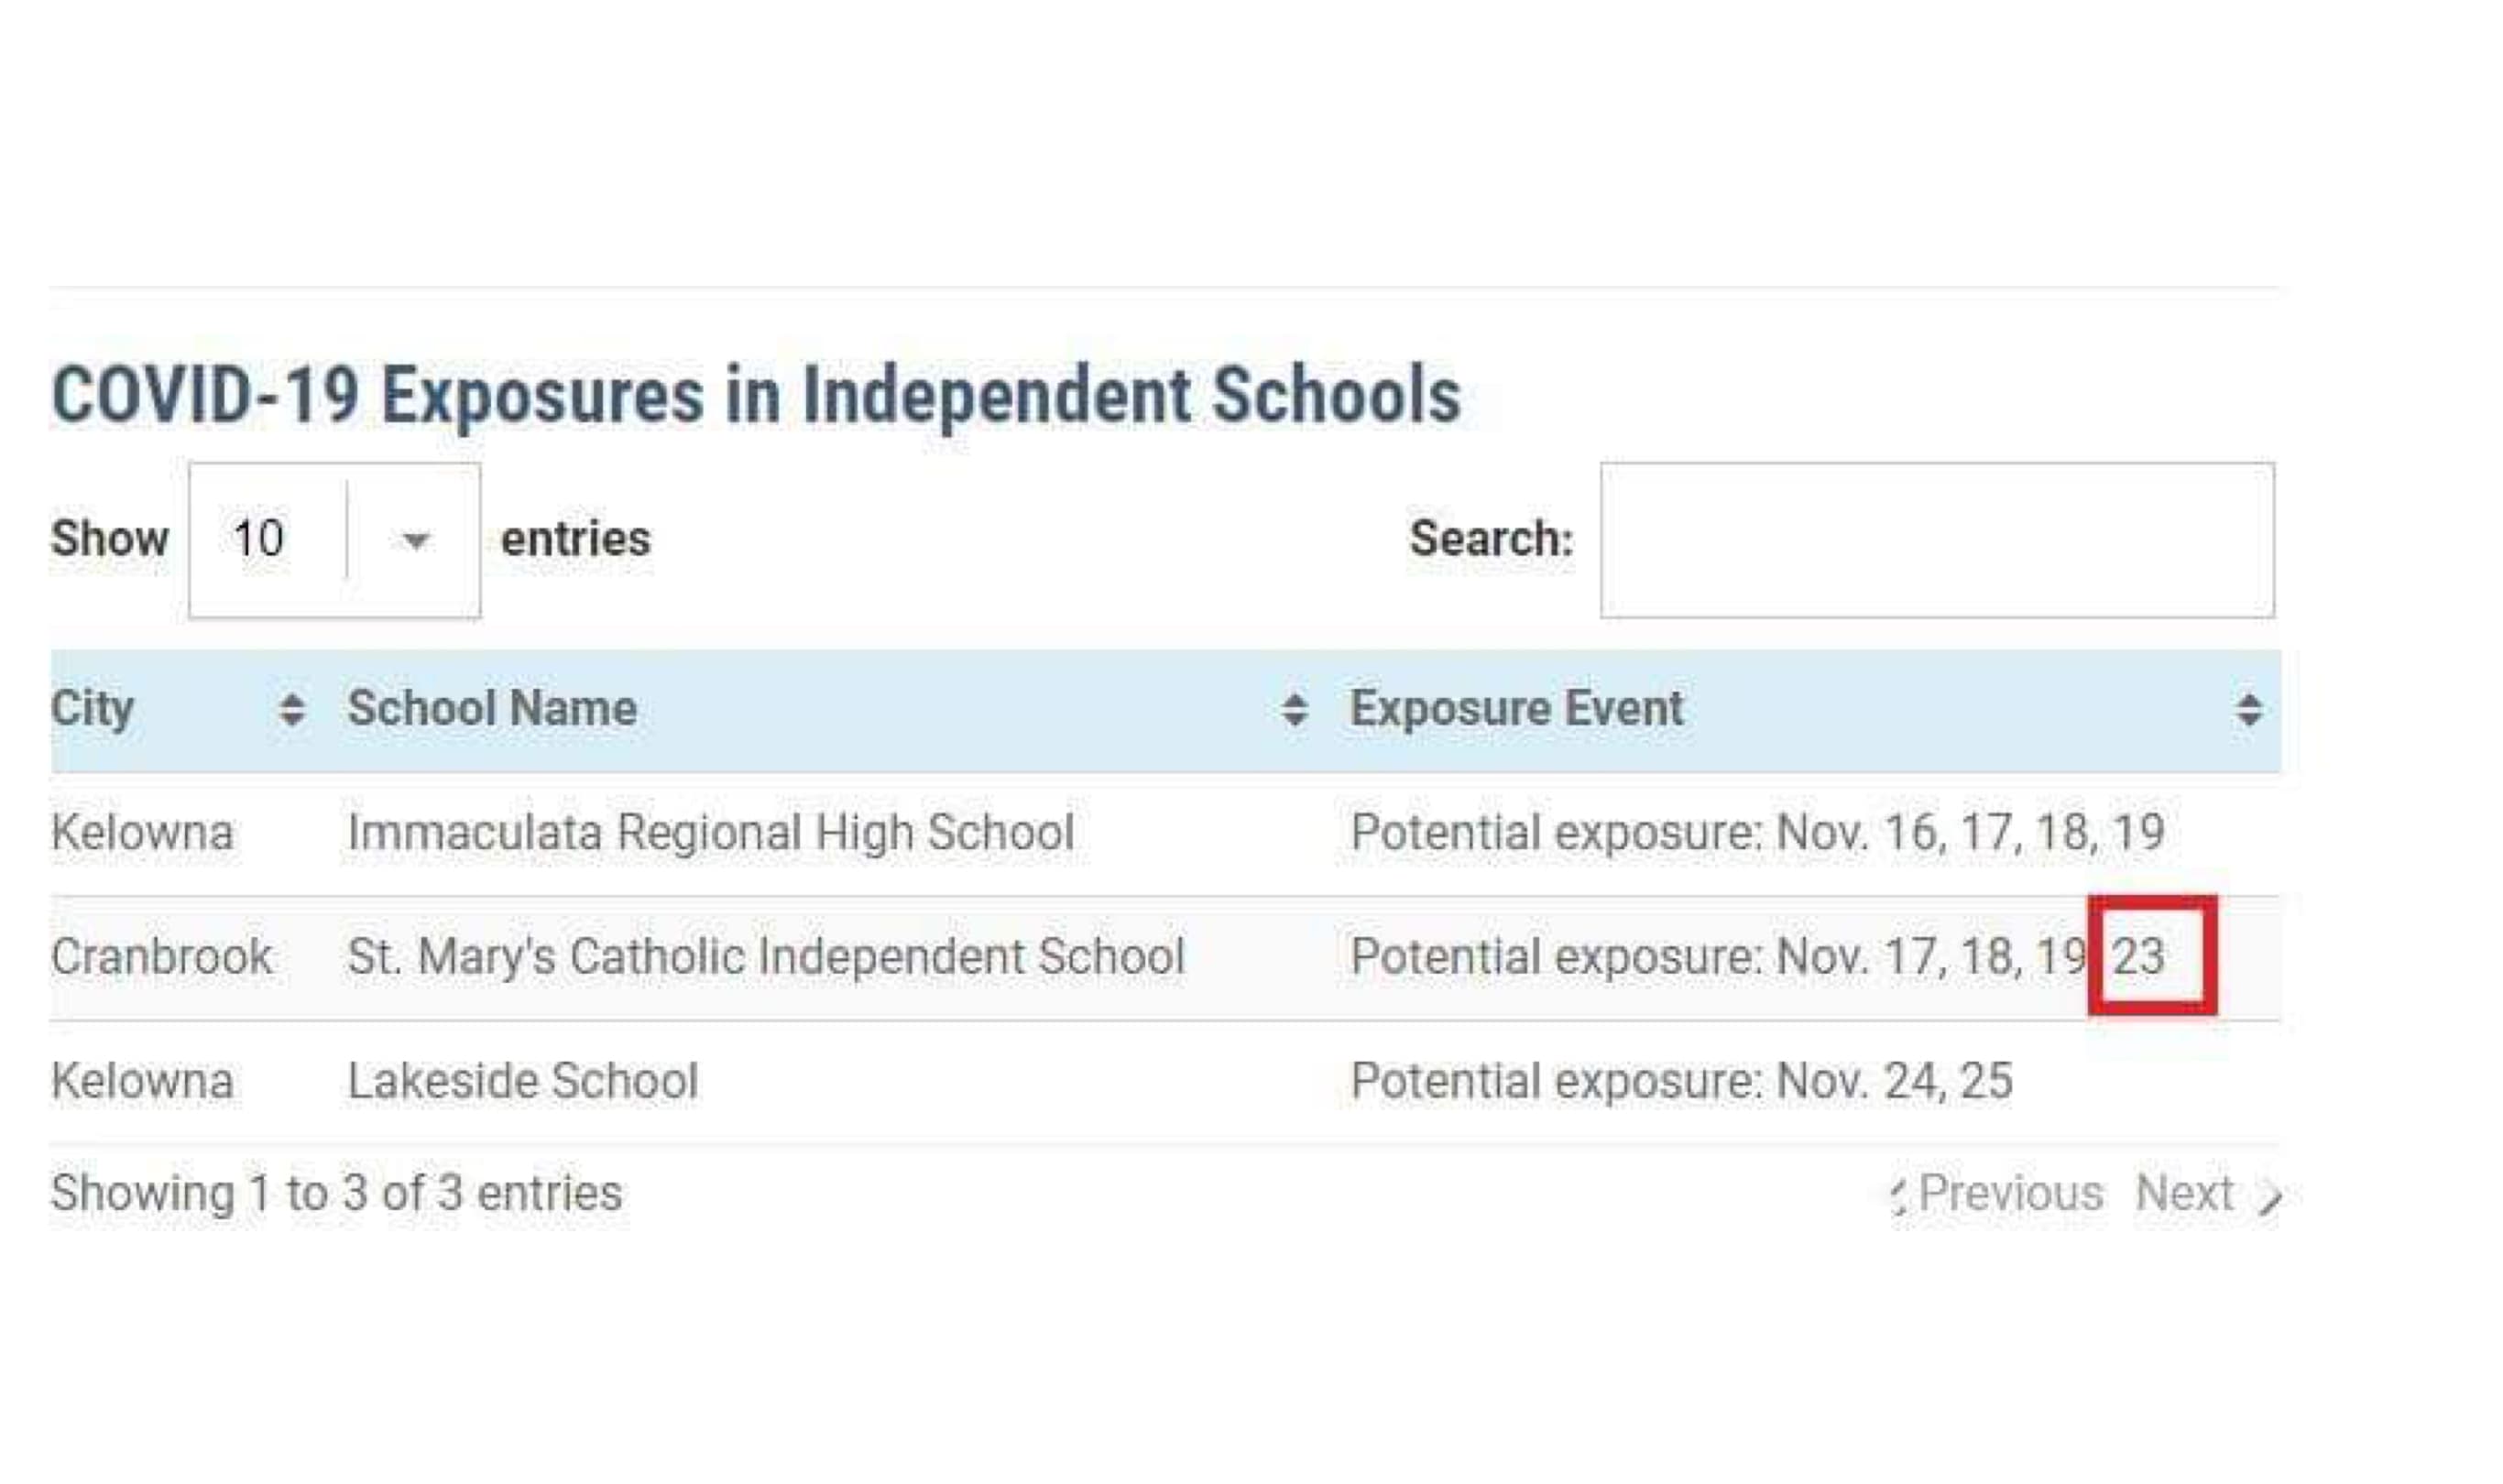 COVID-19 Exposures in Independent Schools
Show 10 entries Search:
City School Name Exposure Event
Kelowna Immaculata Regional High School Potential exposure: Nov. 16, 17, 18, 19
Cranbrook St. Mary's Catholic Independent School Potential exposure: Nov. 17, 18, 19 23
Kelowna Lakeside School Potential exposure: Nov. 24, 25
Showing 1 to 3 of 3 entries Previous Next